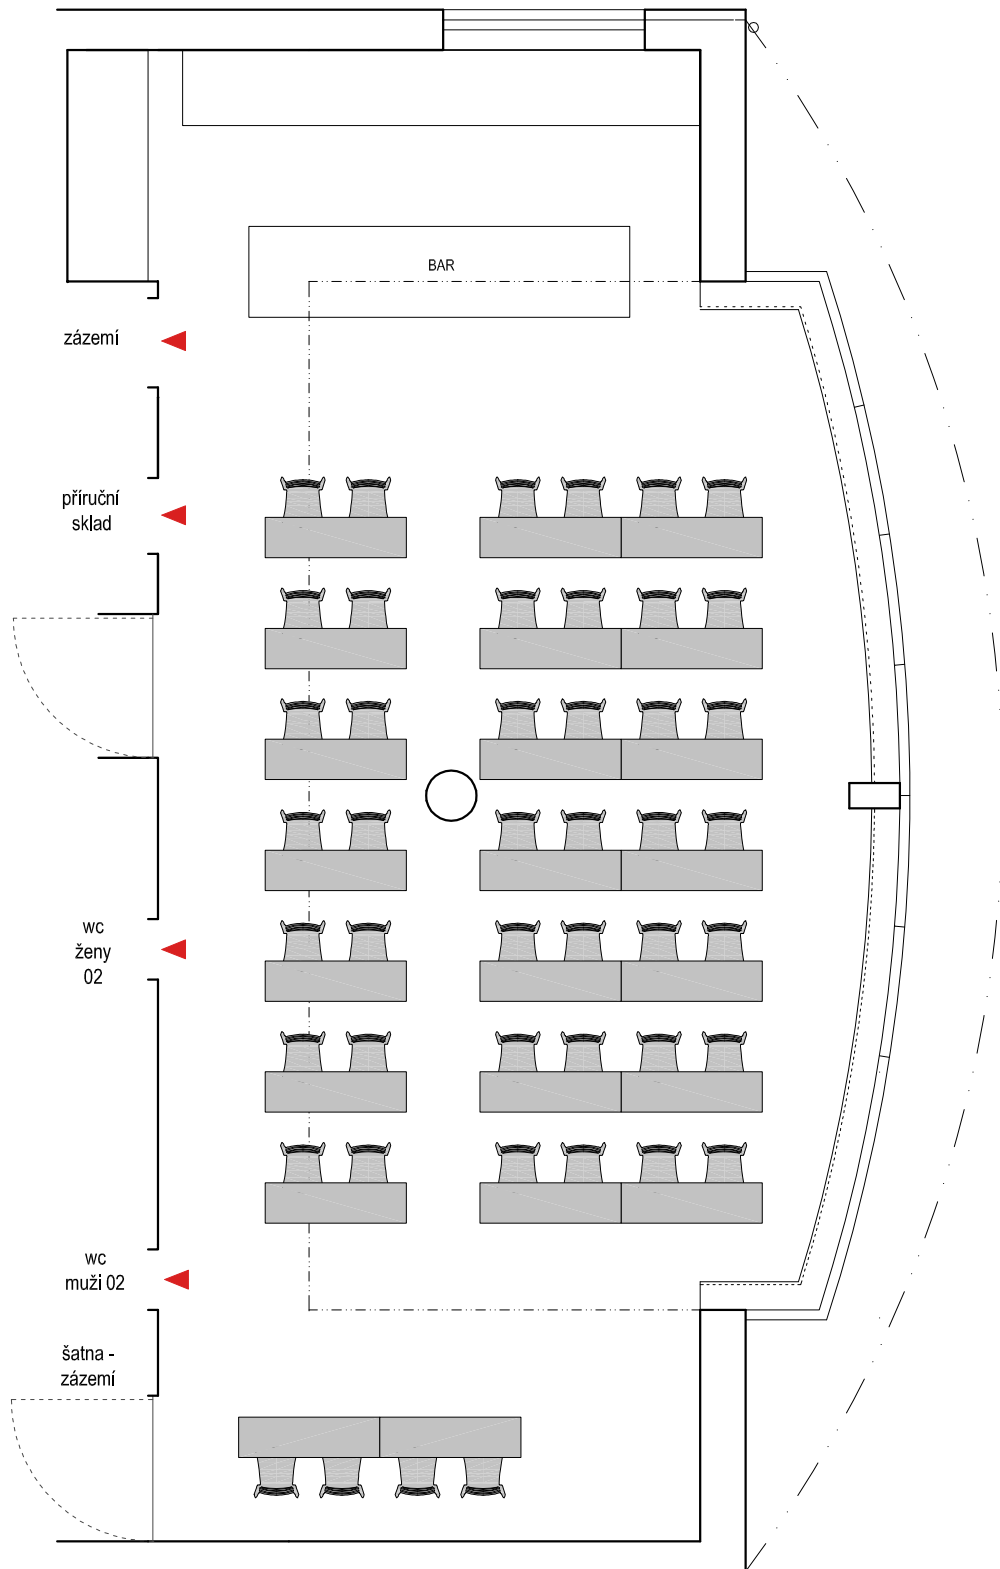 BAR
zázemí
příruční
sklad
wc
ženy
02
wc
muži 02
šatna -
zázemí